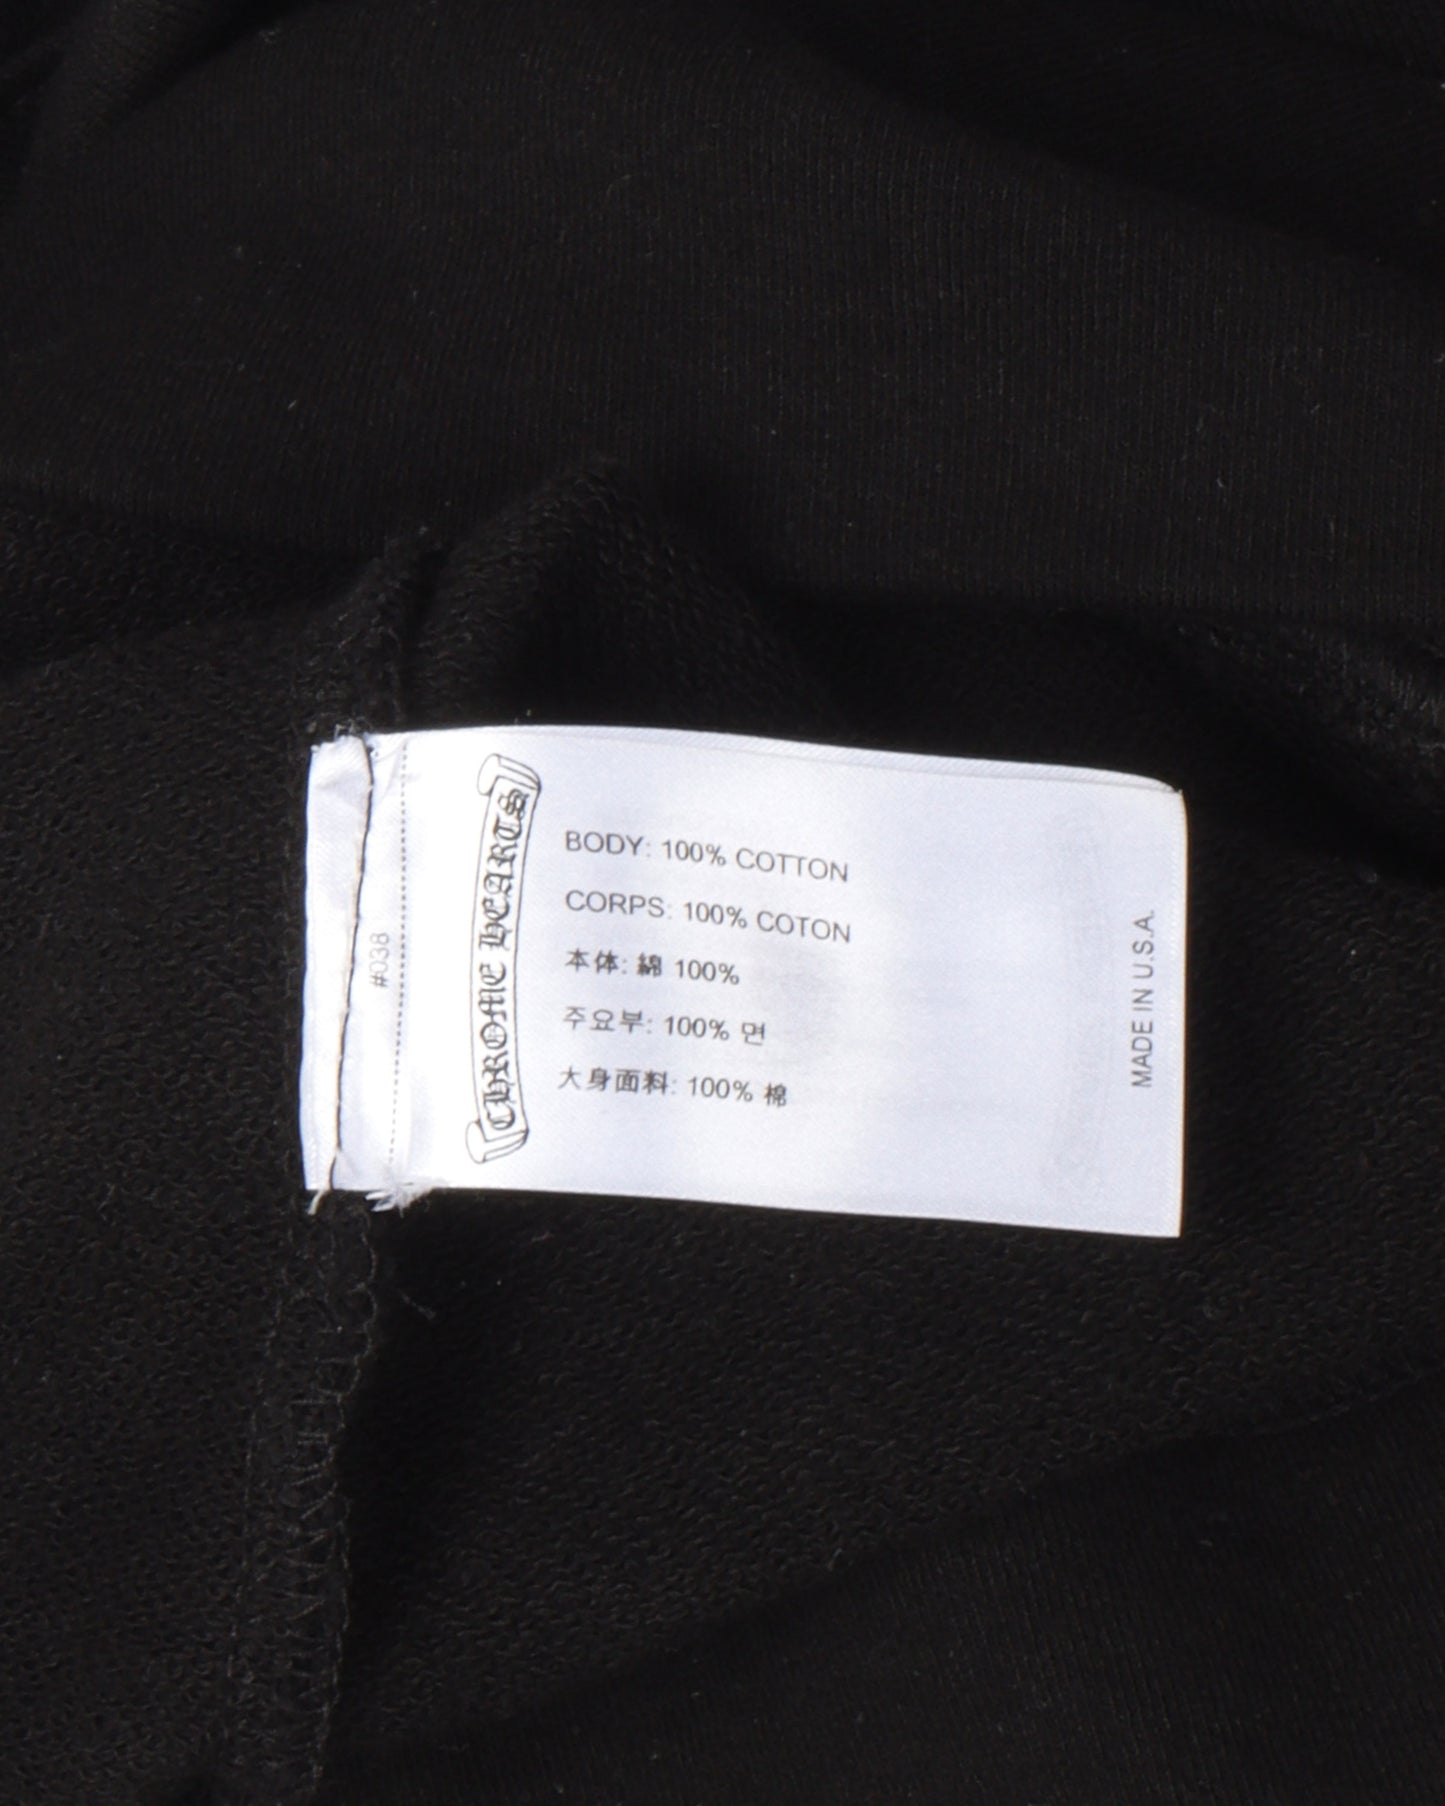 #038
CHROME HEARTS
BODY: 100% COTTON
CORPS: 100% COTON
本体: 綿 100%
주요부: 100% 면
大身面料: 100% 棉
MADE IN U.S.A.